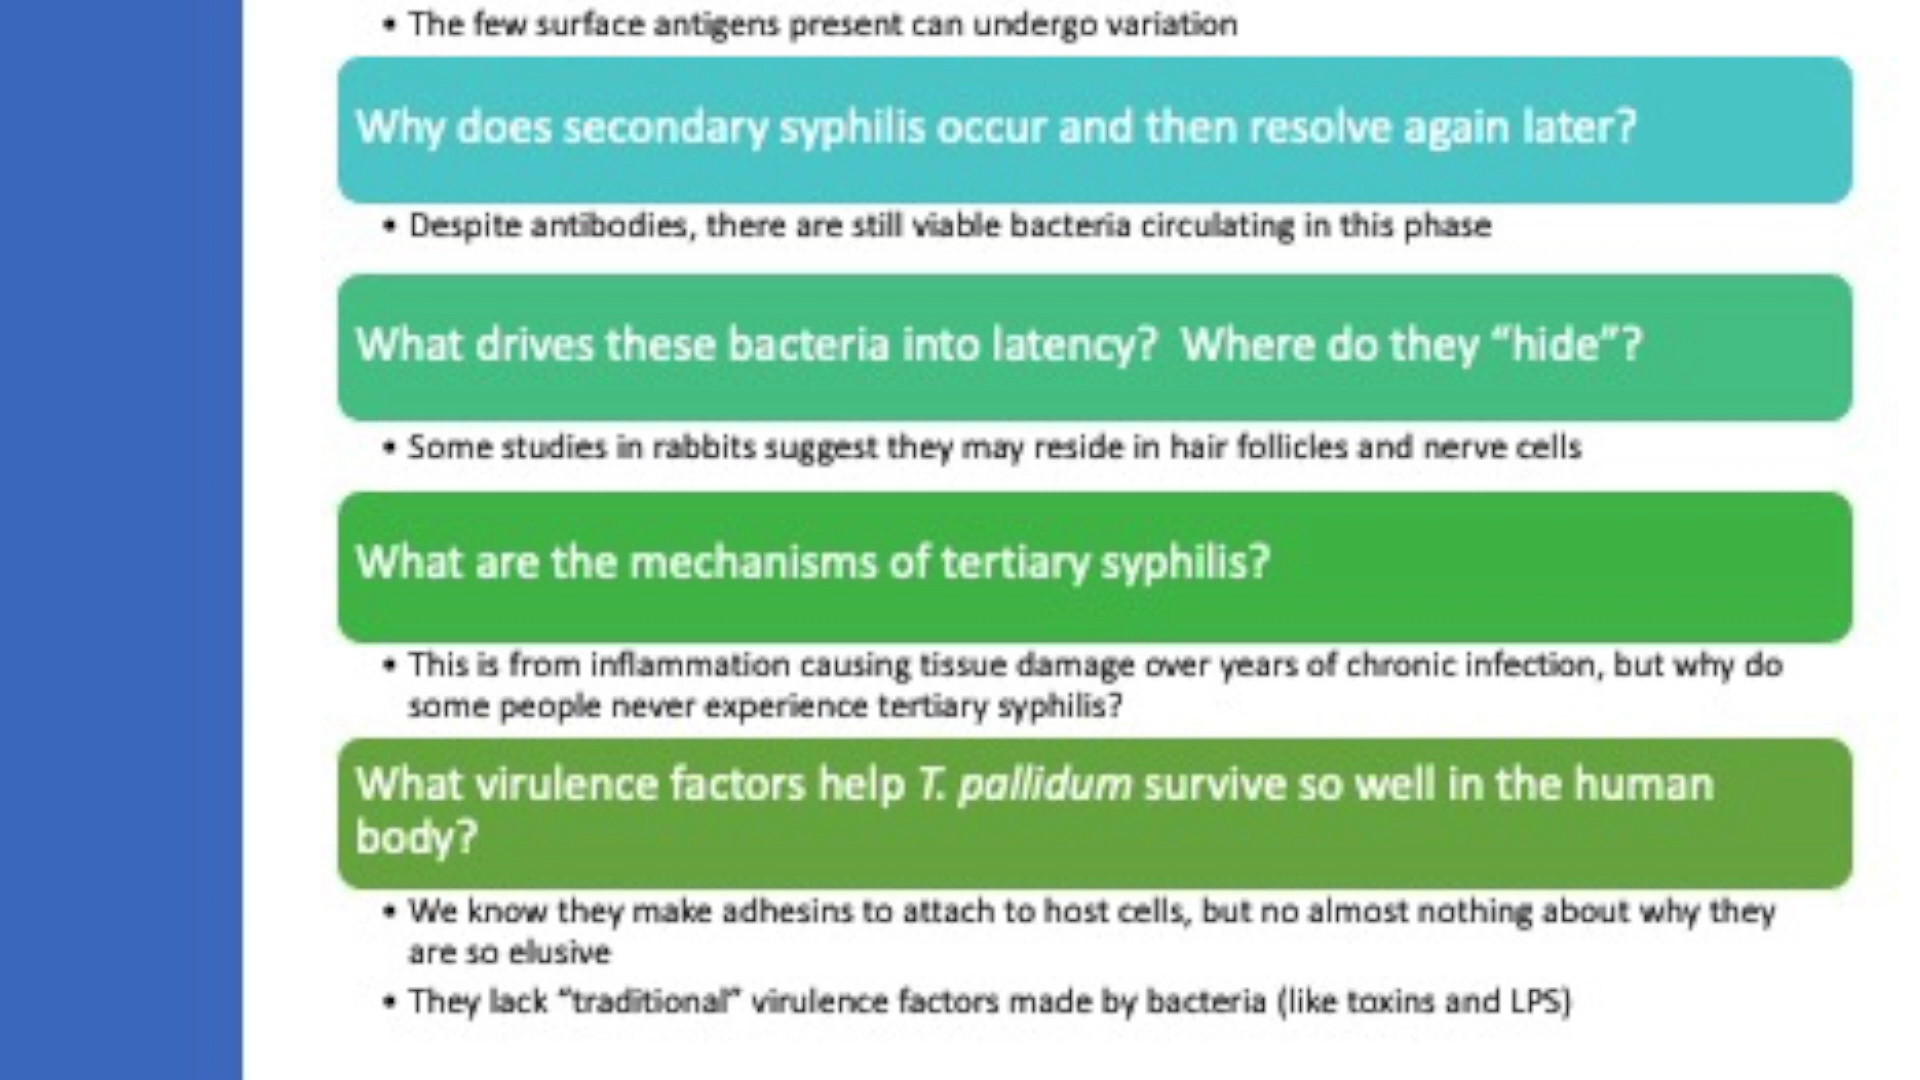 • The few surface antigens present can undergo variation
Why does secondary syphilis occur and then resolve again later?
• Despite antibodies, there are still viable bacteria circulating in this phase
What drives these bacteria into latency?  Where do they “hide”?
• Some studies in rabbits suggest they may reside in hair follicles and nerve cells
What are the mechanisms of tertiary syphilis?
• This is from inflammation causing tissue damage over years of chronic infection, but why do
some people never experience tertiary syphilis?
What virulence factors help T. pallidum survive so well in the human
body?
• We know they make adhesins to attach to host cells, but no almost nothing about why they
are so elusive
• They lack “traditional” virulence factors made by bacteria (like toxins and LPS)